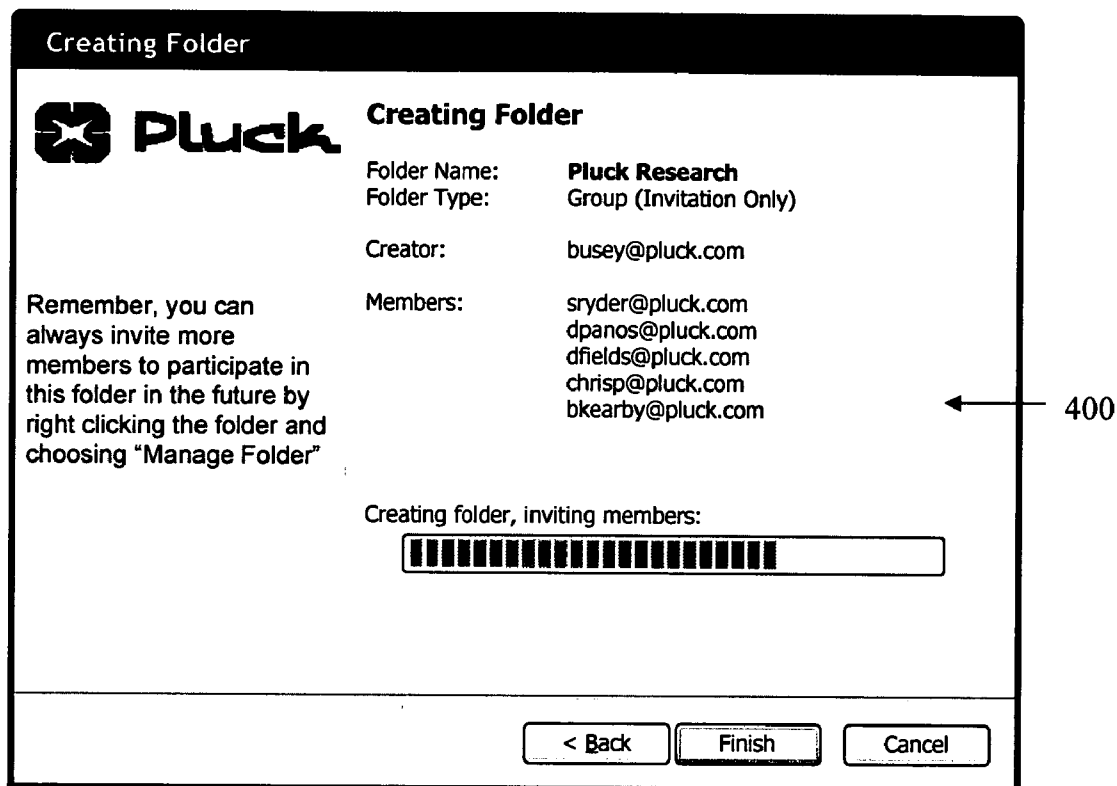 Creating Folder
Pluck
Creating Folder
Folder Name: Pluck Research
Folder Type: Group (Invitation Only)
Creator: busey@pluck.com
Members: sryder@pluck.com
dpanos@pluck.com
dfields@pluck.com
chrisp@pluck.com
bkearby@pluck.com
Remember, you can
always invite more
members to participate in
this folder in the future by
right clicking the folder and
choosing “Manage Folder”
400
Creating folder, inviting members:
< Back Finish Cancel